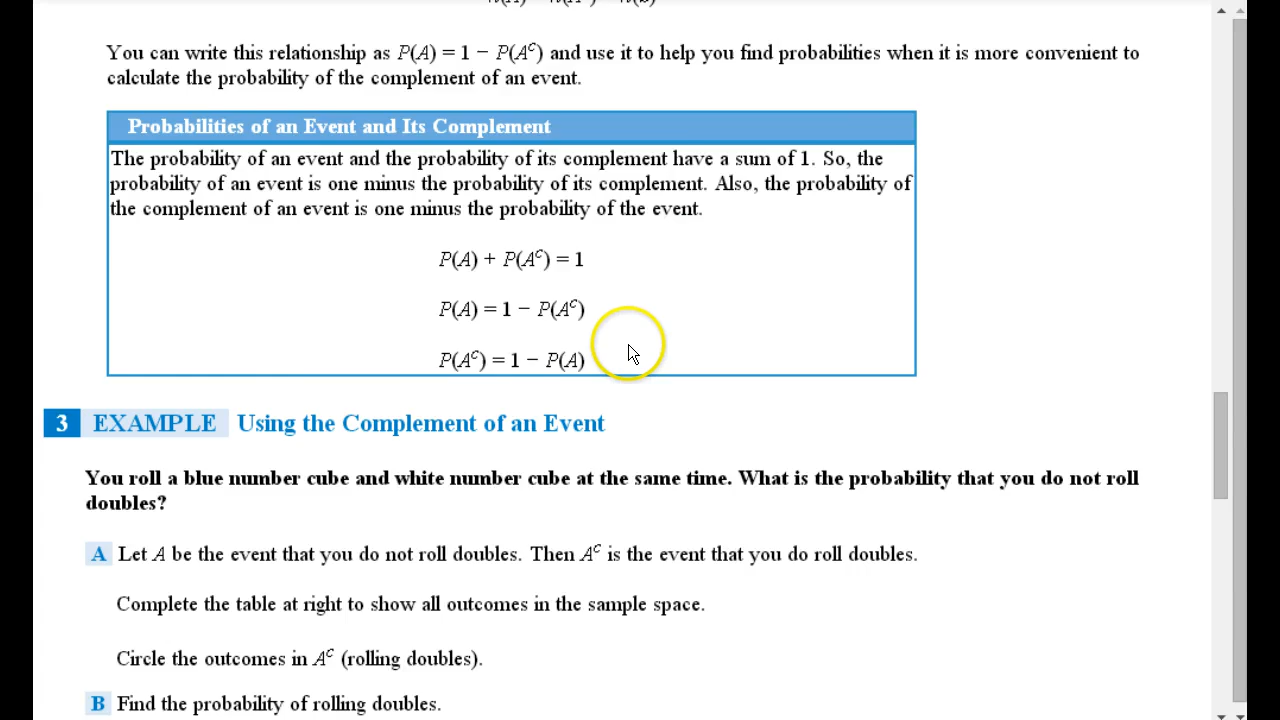 You can write this relationship as P(A) = 1 − P(Aᶜ) and use it to help you find probabilities when it is more convenient to
calculate the probability of the complement of an event.
Probabilities of an Event and Its Complement
The probability of an event and the probability of its complement have a sum of 1. So, the
probability of an event is one minus the probability of its complement. Also, the probability of
the complement of an event is one minus the probability of the event.
P(A) + P(Aᶜ) = 1
P(A) = 1 − P(Aᶜ)
P(Aᶜ) = 1 − P(A)
3 EXAMPLE Using the Complement of an Event
You roll a blue number cube and white number cube at the same time. What is the probability that you do not roll
doubles?
A Let A be the event that you do not roll doubles. Then Aᶜ is the event that you do roll doubles.
Complete the table at right to show all outcomes in the sample space.
Circle the outcomes in Aᶜ (rolling doubles).
B Find the probability of rolling doubles.